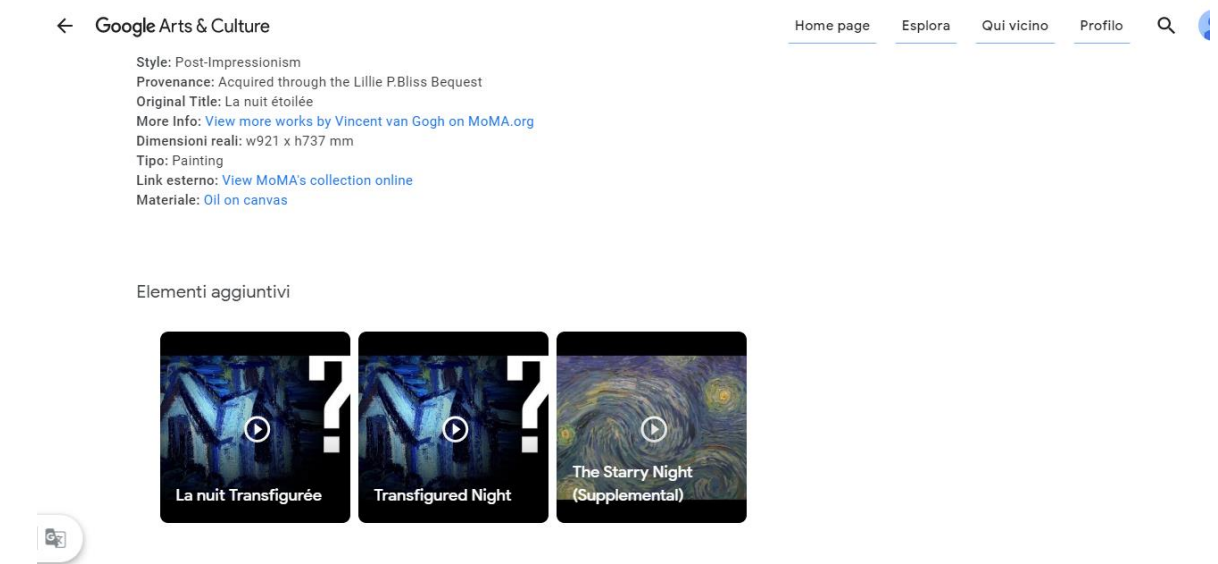 Google Arts & Culture
Home page Esplora Qui vicino Profilo
Style: Post-Impressionism
Provenance: Acquired through the Lillie P.Bliss Bequest
Original Title: La nuit étoilée
More Info: View more works by Vincent van Gogh on MoMA.org
Dimensioni reali: w921 x h737 mm
Tipo: Painting
Link esterno: View MoMA's collection online
Materiale: Oil on canvas
Elementi aggiuntivi
?
?
La nuit Transfigurée
Transfigured Night
The Starry Night
(Supplemental)
G